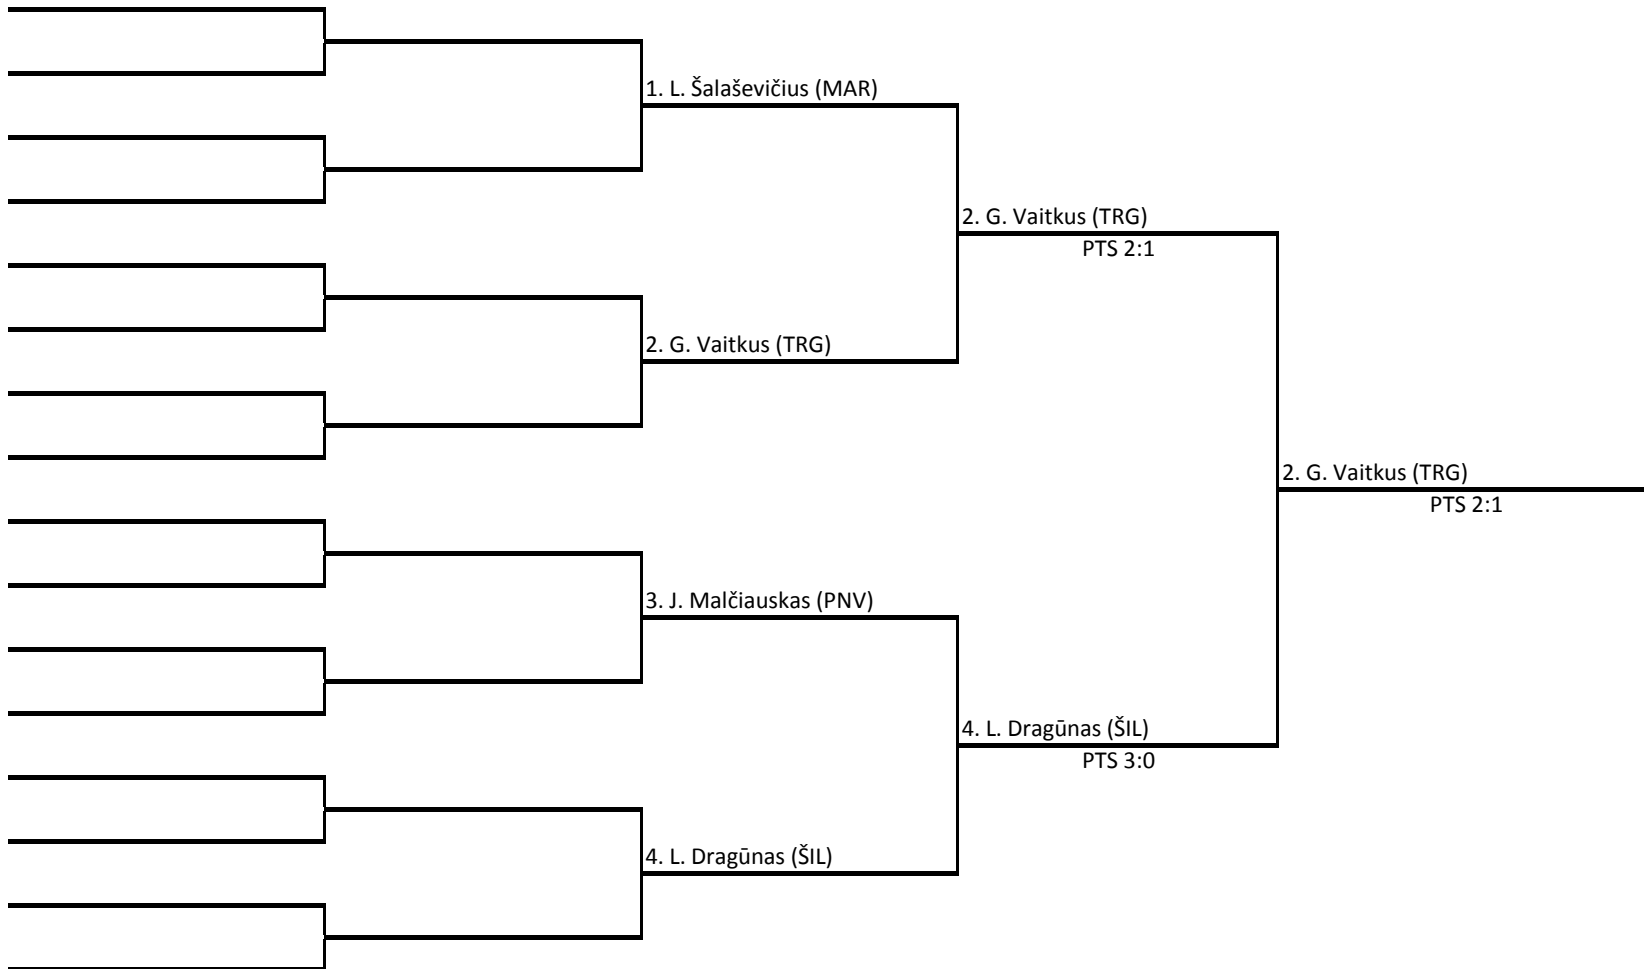 1. L. Šalaševičius (MAR)
2. G. Vaitkus (TRG)
PTS 2:1
2. G. Vaitkus (TRG)
2. G. Vaitkus (TRG)
PTS 2:1
3. J. Malčiauskas (PNV)
4. L. Dragūnas (ŠIL)
PTS 3:0
4. L. Dragūnas (ŠIL)